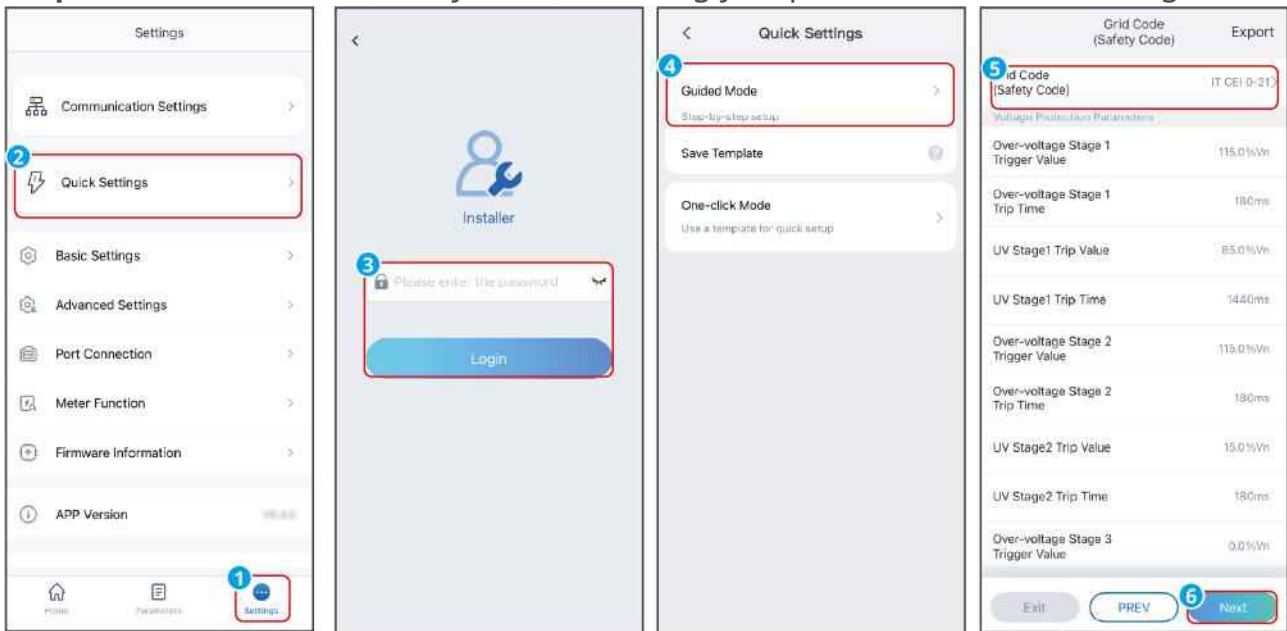 Settings
Communication Settings
2
Quick Settings
Basic Settings
Advanced Settings
Port Connection
Meter Function
Firmware Information
APP Version
1
Home
Parameters
Settings
Installer
3
Please enter the password
Login
Quick Settings
4
Guided Mode
Step-by-step setup
Save Template
One-click Mode
Use a template for quick setup
Grid Code
(Safety Code)
Export
5
id Code
(Safety Code)
IT CEI 0-21
Voltage Protection Parameters
Over-voltage Stage 1
Trigger Value
115.0%Vn
Over-voltage Stage 1
Trip Time
180ms
UV Stage1 Trip Value
85.0%Vn
UV Stage1 Trip Time
1440ms
Over-voltage Stage 2
Trigger Value
115.0%Vn
Over-voltage Stage 2
Trip Time
180ms
UV Stage2 Trip Value
15.0%Vn
UV Stage2 Trip Time
180ms
Over-voltage Stage 3
Trigger Value
0.0%Vn
Exit
PREV
6
Next